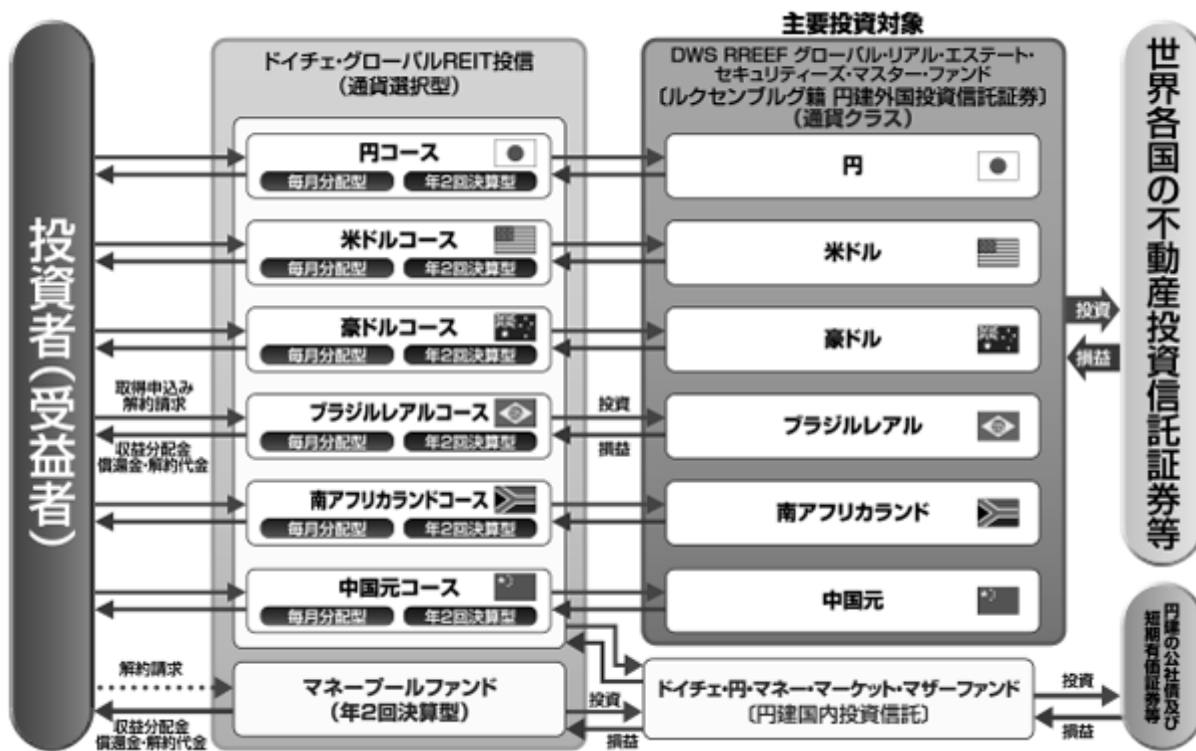 主要投資対象
投資者(受益者)
ドイチェ・グローバルREIT投信
(通貨選択型)
DWS RREEF グローバル・リアル・エステート・
セキュリティーズ・マスター・ファンド
〔ルクセンブルグ籍 円建外国投資信託証券〕
(通貨クラス)
世界各国の不動産投資信託証券等
円コース
毎月分配型 年2回決算型
円
米ドルコース
毎月分配型 年2回決算型
米ドル
豪ドルコース
毎月分配型 年2回決算型
豪ドル
投資
損益
取得申込み
解約請求
収益分配金
償還金・解約代金
ブラジルレアルコース
毎月分配型 年2回決算型
投資
損益
ブラジルレアル
南アフリカランドコース
毎月分配型 年2回決算型
南アフリカランド
中国元コース
毎月分配型 年2回決算型
中国元
解約請求
収益分配金
償還金・解約代金
マネープールファンド
(年2回決算型)
投資
損益
ドイチェ・円・マネー・マーケット・マザーファンド
〔円建国内投資信託〕
投資
損益
円建の公社債及び
短期有価証券等